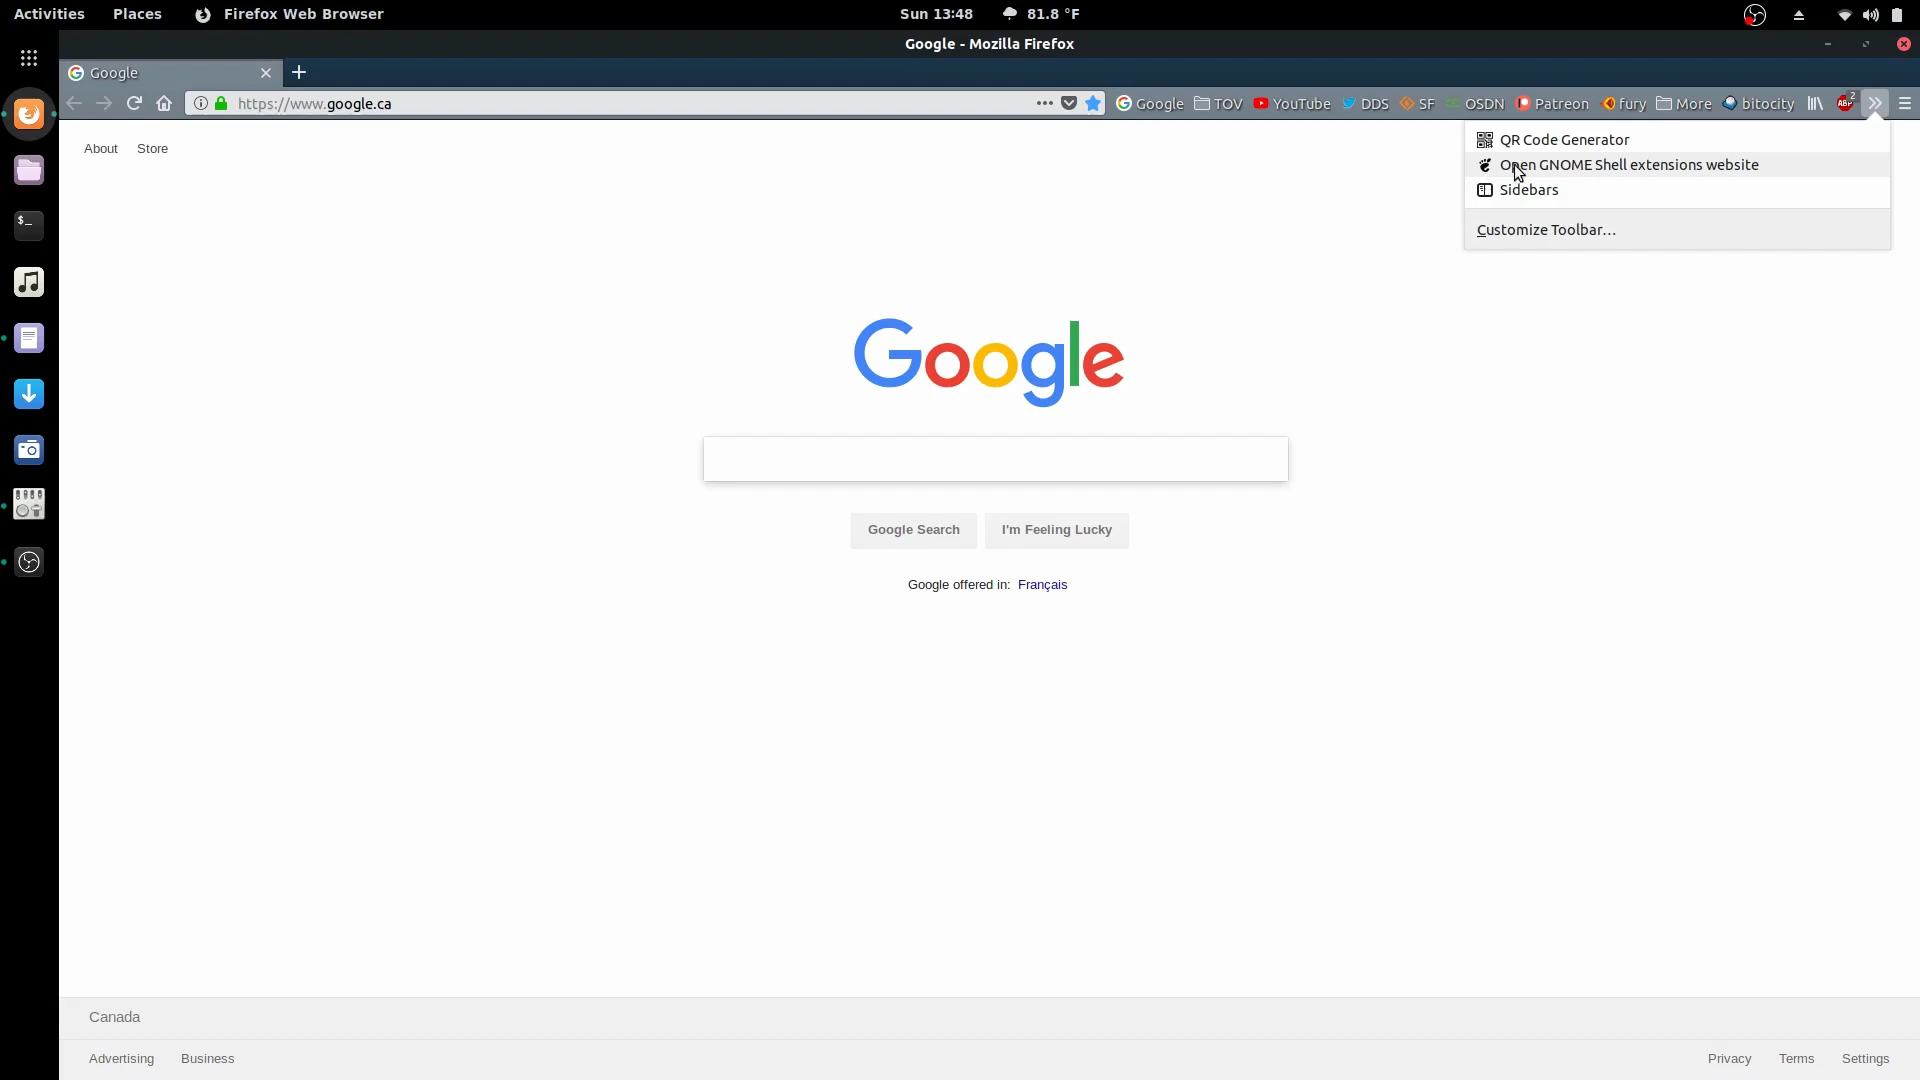 Activities Places Firefox Web Browser Sun 13:48 81.8 °F
Google - Mozilla Firefox
Google
https://www.google.ca Google TOV YouTube DDS SF OSDN Patreon fury More bitocity ABP 2
About Store
QR Code Generator
Open GNOME Shell extensions website
Sidebars
Customize Toolbar…
Google
Google Search I'm Feeling Lucky
Google offered in: Français
Canada
Advertising Business Privacy Terms Settings